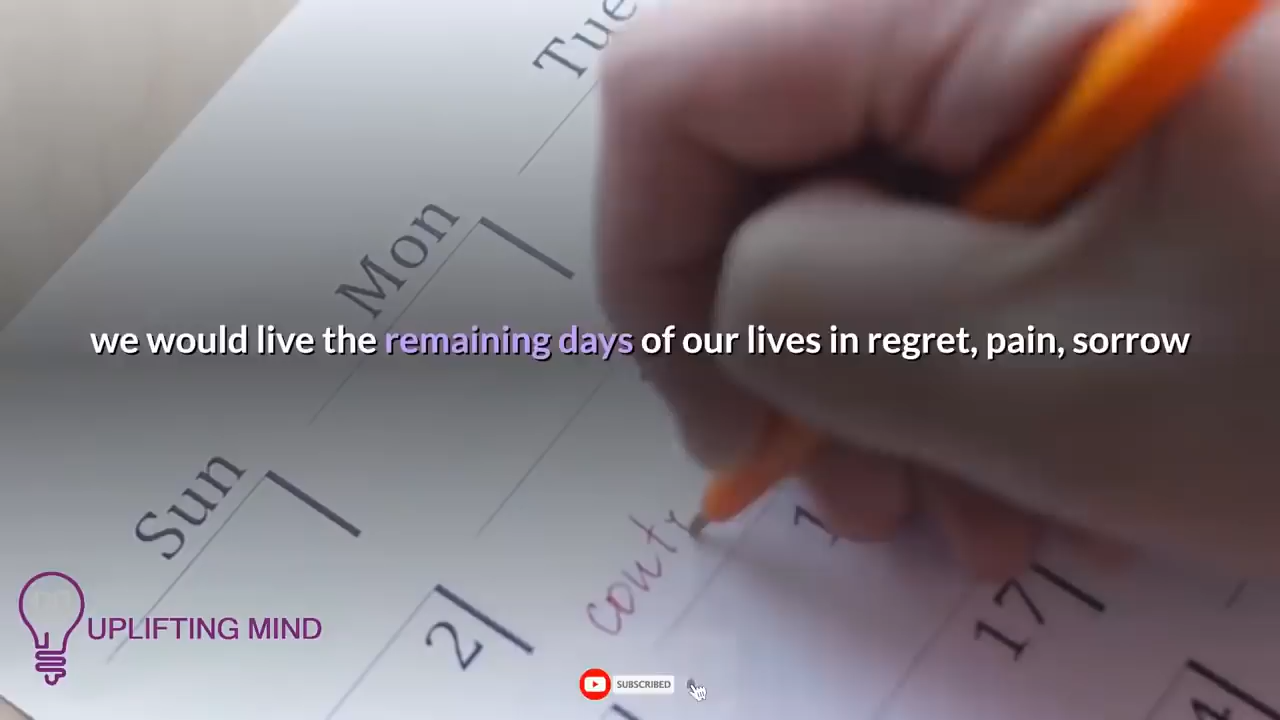 Tue
Mon
we would live the remaining days of our lives in regret, pain, sorrow
Sun
cont
17
2
UPLIFTING MIND
SUBSCRIBED